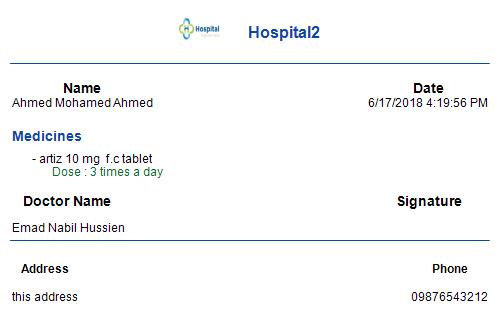 Hospital
Hospital2
Name Date
Ahmed Mohamed Ahmed 6/17/2018 4:19:56 PM
Medicines
- artiz 10 mg f.c tablet
Dose : 3 times a day
Doctor Name Signature
Emad Nabil Hussien
Address Phone
this address 09876543212